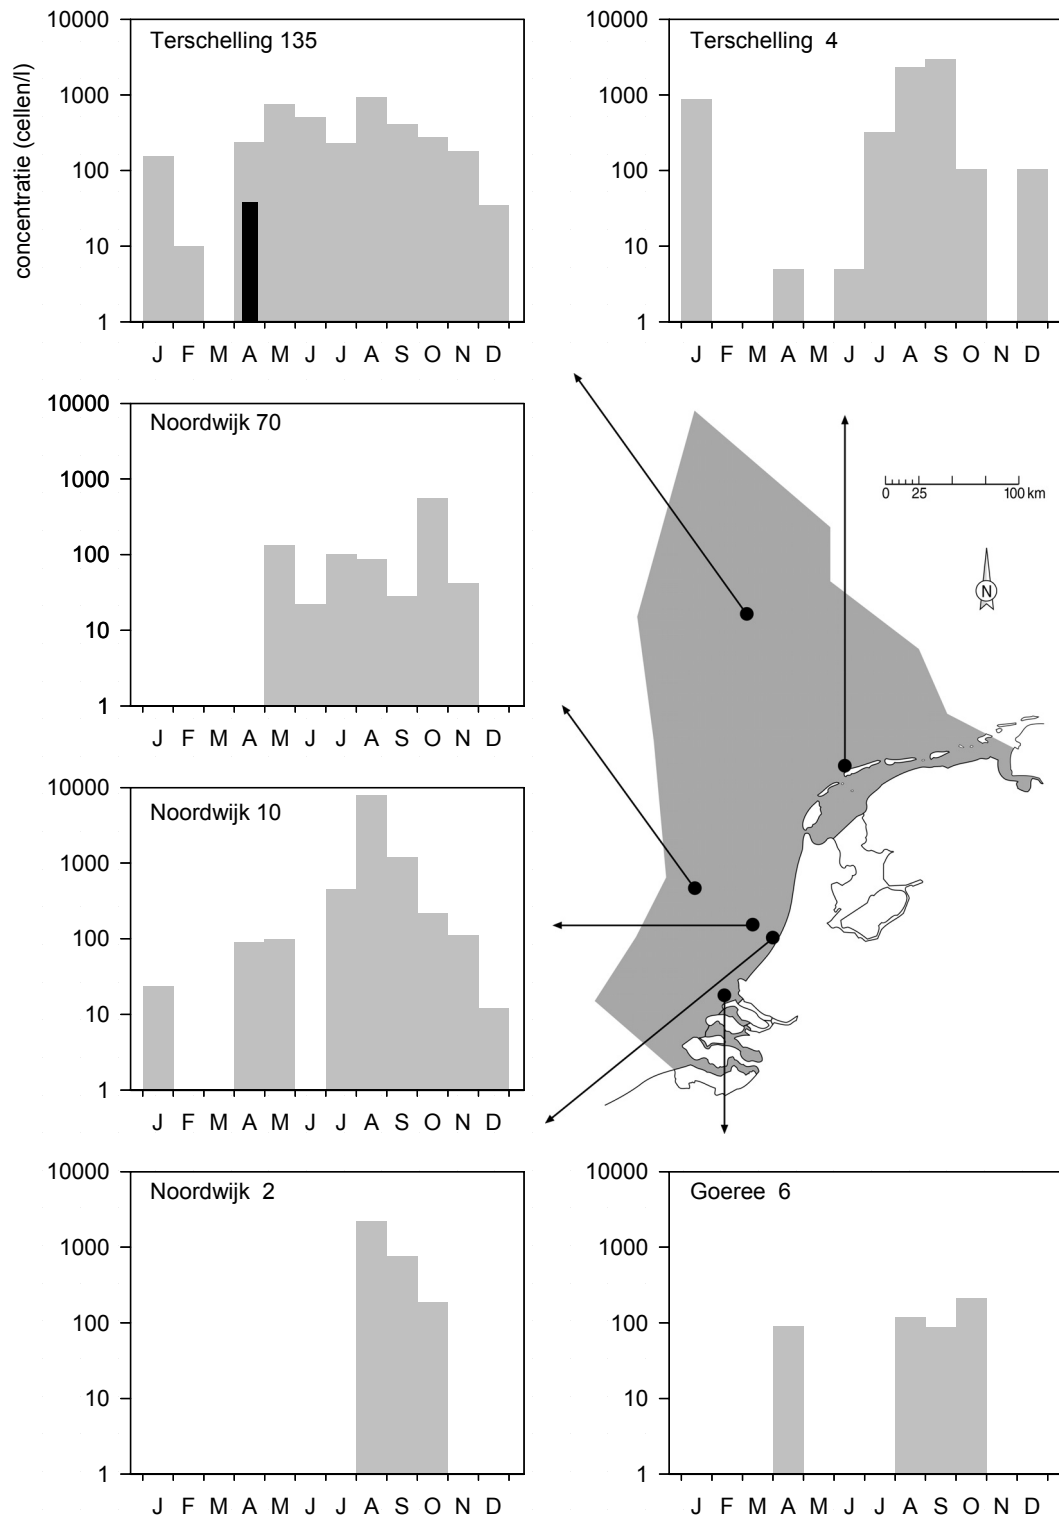 Terschelling 135
concentratie (cellen/l)
10000
1000
100
10
1
J F M A M J J A S O N D
Terschelling 4
10000
1000
100
10
1
J F M A M J J A S O N D
Noordwijk 70
10000
1000
100
10
1
J F M A M J J A S O N D
0 25 100 km
N
Noordwijk 10
10000
1000
100
10
1
J F M A M J J A S O N D
Noordwijk 2
10000
1000
100
10
1
J F M A M J J A S O N D
Goeree 6
10000
1000
100
10
1
J F M A M J J A S O N D